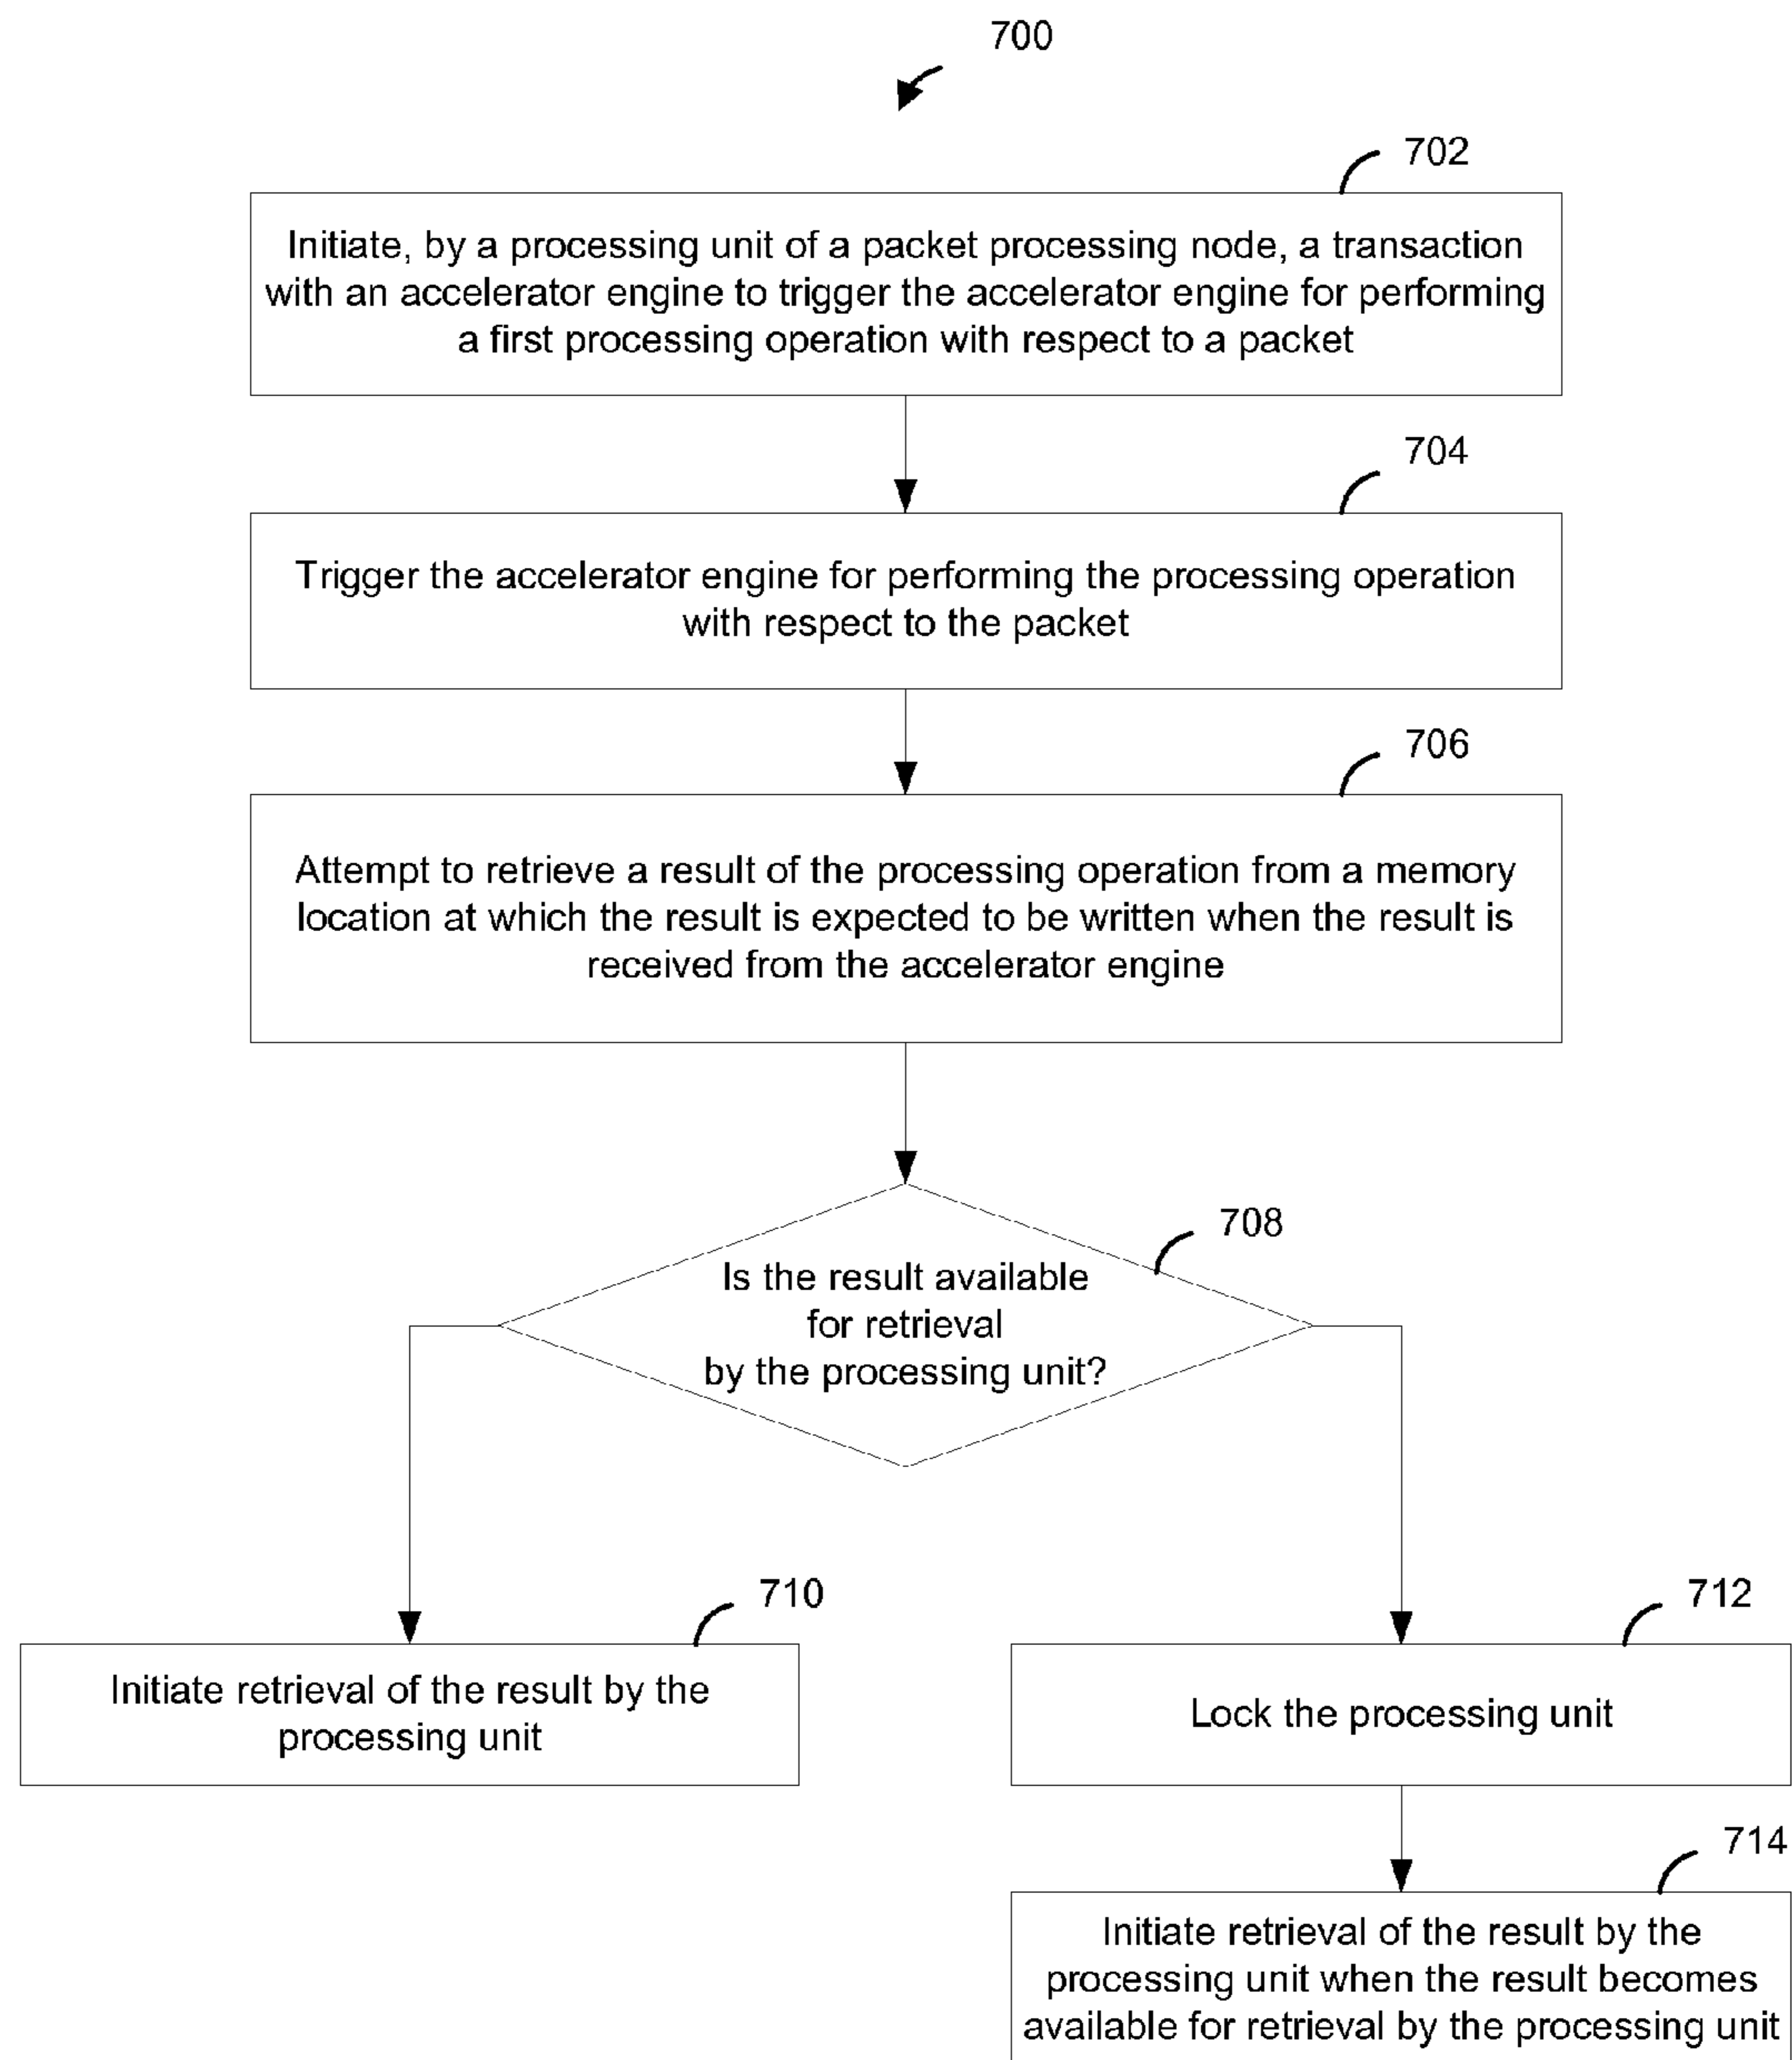 700
702
Initiate, by a processing unit of a packet processing node, a transaction
with an accelerator engine to trigger the accelerator engine for performing
a first processing operation with respect to a packet
704
Trigger the accelerator engine for performing the processing operation
with respect to the packet
706
Attempt to retrieve a result of the processing operation from a memory
location at which the result is expected to be written when the result is
received from the accelerator engine
708
Is the result available
for retrieval
by the processing unit?
710
Initiate retrieval of the result by the
processing unit
712
Lock the processing unit
714
Initiate retrieval of the result by the
processing unit when the result becomes
available for retrieval by the processing unit